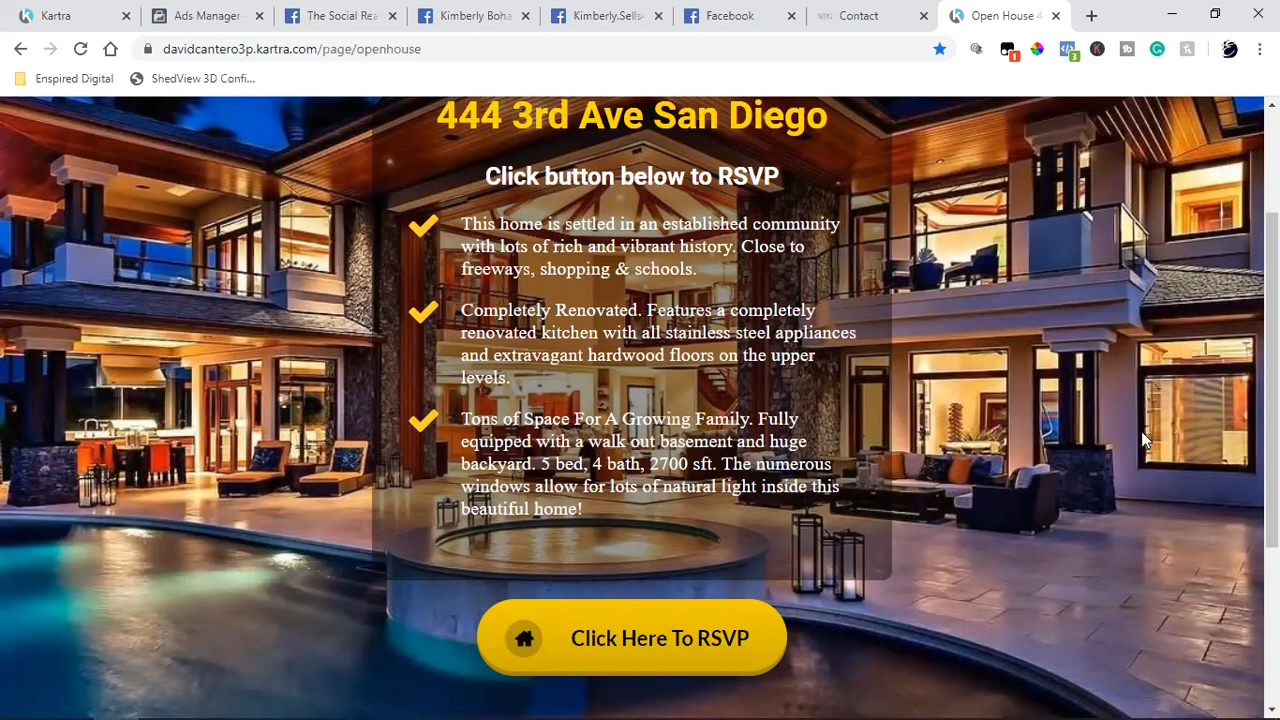 Kartra
Ads Manager
The Social Rea
Kimberly Boha
Kimberly.Sells
Facebook
Contact
Open House 4
davidcantero3p.kartra.com/page/openhouse
1
3
Enspired Digital
ShedView 3D Confi...
444 3rd Ave San Diego
Click button below to RSVP
This home is settled in an established community
with lots of rich and vibrant history. Close to
freeways, shopping & schools.
Completely Renovated. Features a completely
renovated kitchen with all stainless steel appliances
and extravagant hardwood floors on the upper
levels.
Tons of Space For A Growing Family. Fully
equipped with a walk out basement and huge
backyard. 5 bed, 4 bath, 2700 sft. The numerous
windows allow for lots of natural light inside this
beautiful home!
Click Here To RSVP